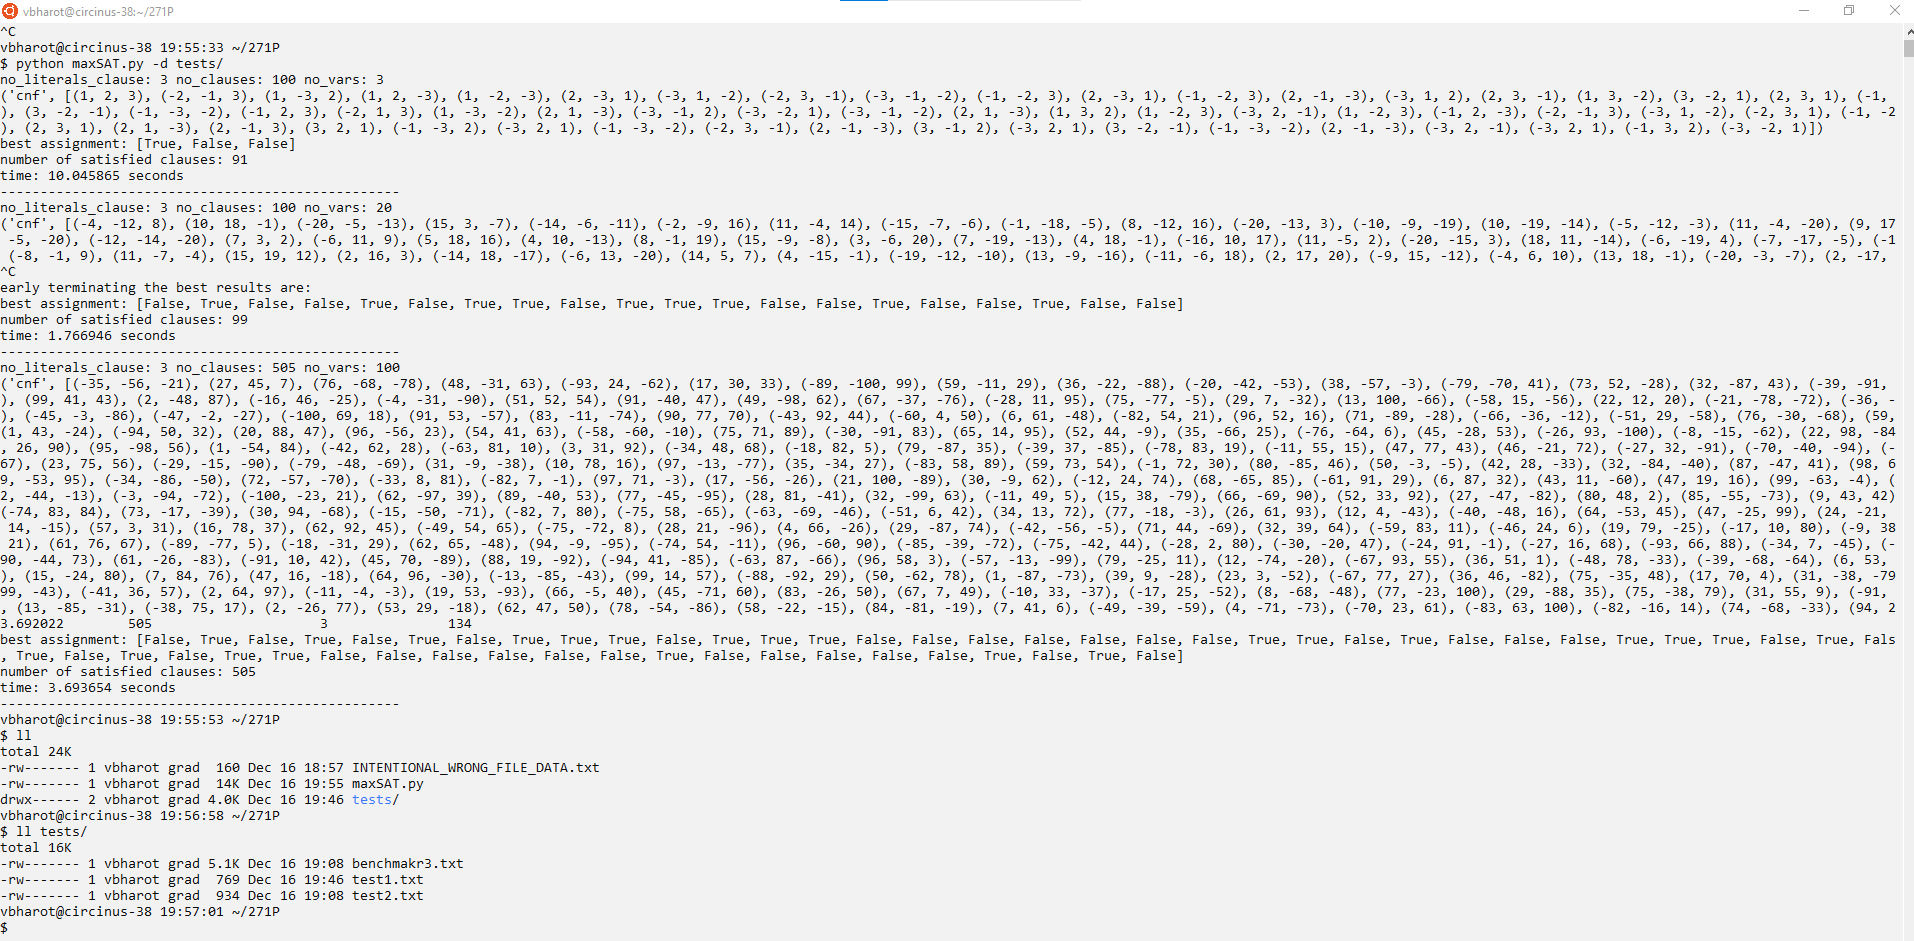 vbharot@circinus-38:~/271P
^C
vbharot@circinus-38 19:55:33 ~/271P
$ python maxSAT.py -d tests/
no_literals_clause: 3 no_clauses: 100 no_vars: 3
('cnf', [(1, 2, 3), (-2, -1, 3), (1, -3, 2), (1, 2, -3), (1, -2, -3), (2, -3, 1), (-3, 1, -2), (-2, 3, -1), (-3, -1, -2), (-1, -2, 3), (2, -3, 1), (-1, -2, 3), (2, -1, -3), (-3, 1, 2), (2, 3, -1), (1, 3, -2), (3, -2, 1), (2, 3, 1), (-1,
), (3, -2, -1), (-1, -3, -2), (-1, 2, 3), (-2, 1, 3), (1, -3, -2), (2, 1, -3), (-3, -1, 2), (-3, -2, 1), (-3, -1, -2), (2, 1, -3), (1, 3, 2), (1, -2, 3), (-3, 2, -1), (1, -2, 3), (-1, 2, -3), (-2, -1, 3), (-3, 1, -2), (-2, 3, 1), (-1, -2
), (2, 3, 1), (2, 1, -3), (2, -1, 3), (3, 2, 1), (-1, -3, 2), (-3, 2, 1), (-1, -3, -2), (-2, 3, -1), (2, -1, -3), (3, -1, 2), (-3, 2, 1), (3, -2, -1), (-1, -3, -2), (2, -1, -3), (-3, 2, -1), (-3, 2, 1), (-1, 3, 2), (-3, -2, 1)])
best assignment: [True, False, False]
number of satisfied clauses: 91
time: 10.045865 seconds
--------------------------------------------------
no_literals_clause: 3 no_clauses: 100 no_vars: 20
('cnf', [(-4, -12, 8), (10, 18, -1), (-20, -5, -13), (15, 3, -7), (-14, -6, -11), (-2, -9, 16), (11, -4, 14), (-15, -7, -6), (-1, -18, -5), (8, -12, 16), (-20, -13, 3), (-10, -9, -19), (10, -19, -14), (-5, -12, -3), (11, -4, -20), (9, 17
-5, -20), (-12, -14, -20), (7, 3, 2), (-6, 11, 9), (5, 18, 16), (4, 10, -13), (8, -1, 19), (15, -9, -8), (3, -6, 20), (7, -19, -13), (4, 18, -1), (-16, 10, 17), (11, -5, 2), (-20, -15, 3), (18, 11, -14), (-6, -19, 4), (-7, -17, -5), (-1
(-8, -1, 9), (11, -7, -4), (15, 19, 12), (2, 16, 3), (-14, 18, -17), (-6, 13, -20), (14, 5, 7), (4, -15, -1), (-19, -12, -10), (13, -9, -16), (-11, -6, 18), (2, 17, 20), (-9, 15, -12), (-4, 6, 10), (13, 18, -1), (-20, -3, -7), (2, -17,
^C
early terminating the best results are:
best assignment: [False, True, False, False, True, False, True, True, False, True, True, True, False, False, True, False, False, True, False, False]
number of satisfied clauses: 99
time: 1.766946 seconds
--------------------------------------------------
no_literals_clause: 3 no_clauses: 505 no_vars: 100
('cnf', [(-35, -56, -21), (27, 45, 7), (76, -68, -78), (48, -31, 63), (-93, 24, -62), (17, 30, 33), (-89, -100, 99), (59, -11, 29), (36, -22, -88), (-20, -42, -53), (38, -57, -3), (-79, -70, 41), (73, 52, -28), (32, -87, 43), (-39, -91,
), (99, 41, 43), (2, -48, 87), (-16, 46, -25), (-4, -31, -90), (51, 52, 54), (91, -40, 47), (49, -98, 62), (67, -37, -76), (-28, 11, 95), (75, -77, -5), (29, 7, -32), (13, 100, -66), (-58, 15, -56), (22, 12, 20), (-21, -78, -72), (-36, -
), (-45, -3, -86), (-47, -2, -27), (-100, 69, 18), (91, 53, -57), (83, -11, -74), (90, 77, 70), (-43, 92, 44), (-60, 4, 50), (6, 61, -48), (-82, 54, 21), (96, 52, 16), (71, -89, -28), (-66, -36, -12), (-51, 29, -58), (76, -30, -68), (59,
(1, 43, -24), (-94, 50, 32), (20, 88, 47), (96, -56, 23), (54, 41, 63), (-58, -60, -10), (75, 71, 89), (-30, -91, 83), (65, 14, 95), (52, 44, -9), (35, -66, 25), (-76, -64, 6), (45, -28, 53), (-26, 93, -100), (-8, -15, -62), (22, 98, -84
, 26, 90), (95, -98, 56), (1, -54, 84), (-42, 62, 28), (-63, 81, 10), (3, 31, 92), (-34, 48, 68), (-18, 82, 5), (79, -87, 35), (-39, 37, -85), (-78, 83, 19), (-11, 55, 15), (47, 77, 43), (46, -21, 72), (-27, 32, -91), (-70, -40, -94), (-
67), (23, 75, 56), (-29, -15, -90), (-79, -48, -69), (31, -9, -38), (10, 78, 16), (97, -13, -77), (35, -34, 27), (-83, 58, 89), (59, 73, 54), (-1, 72, 30), (80, -85, 46), (50, -3, -5), (42, 28, -33), (32, -84, -40), (87, -47, 41), (98, 6
9, -53, 95), (-34, -86, -50), (72, -57, -70), (-33, 8, 81), (-82, 7, -1), (97, 71, -3), (17, -56, -26), (21, 100, -89), (30, -9, 62), (-12, 24, 74), (68, -65, 85), (-61, 91, 29), (6, 87, 32), (43, 11, -60), (47, 19, 16), (99, -63, -4), (
2, -44, -13), (-3, -94, -72), (-100, -23, 21), (62, -97, 39), (89, -40, 53), (77, -45, -95), (28, 81, -41), (32, -99, 63), (-11, 49, 5), (15, 38, -79), (66, -69, 90), (52, 33, 92), (27, -47, -82), (80, 48, 2), (85, -55, -73), (9, 43, 42)
(-74, 83, 84), (73, -17, -39), (30, 94, -68), (-15, -50, -71), (-82, 7, 80), (-75, 58, -65), (-63, -69, -46), (-51, 6, 42), (34, 13, 72), (77, -18, -3), (26, 61, 93), (12, 4, -43), (-40, -48, 16), (64, -53, 45), (47, -25, 99), (24, -21,
14, -15), (57, 3, 31), (16, 78, 37), (62, 92, 45), (-49, 54, 65), (-75, -72, 8), (28, 21, -96), (4, 66, -26), (29, -87, 74), (-42, -56, -5), (71, 44, -69), (32, 39, 64), (-59, 83, 11), (-46, 24, 6), (19, 79, -25), (-17, 10, 80), (-9, 38
21), (61, 76, 67), (-89, -77, 5), (-18, -31, 29), (62, 65, -48), (94, -9, -95), (-74, 54, -11), (96, -60, 90), (-85, -39, -72), (-75, -42, 44), (-28, 2, 80), (-30, -20, 47), (-24, 91, -1), (-27, 16, 68), (-93, 66, 88), (-34, 7, -45), (-
90, -44, 73), (61, -26, -83), (-91, 10, 42), (45, 70, -89), (88, 19, -92), (-94, 41, -85), (-63, 87, -66), (96, 58, 3), (-57, -13, -99), (79, -25, 11), (12, -74, -20), (-67, 93, 55), (36, 51, 1), (-48, 78, -33), (-39, -68, -64), (6, 53,
), (15, -24, 80), (7, 84, 76), (47, 16, -18), (64, 96, -30), (-13, -85, -43), (99, 14, 57), (-88, -92, 29), (50, -62, 78), (1, -87, -73), (39, 9, -28), (23, 3, -52), (-67, 77, 27), (36, 46, -82), (75, -35, 48), (17, 70, 4), (31, -38, -79
99, -43), (-41, 36, 57), (2, 64, 97), (-11, -4, -3), (19, 53, -93), (66, -5, 40), (45, -71, 60), (83, -26, 50), (67, 7, 49), (-10, 33, -37), (-17, 25, -52), (8, -68, -48), (77, -23, 100), (29, -88, 35), (75, -38, 79), (31, 55, 9), (-91,
, (13, -85, -31), (-38, 75, 17), (2, -26, 77), (53, 29, -18), (62, 47, 50), (78, -54, -86), (58, -22, -15), (84, -81, -19), (7, 41, 6), (-49, -39, -59), (4, -71, -73), (-70, 23, 61), (-83, 63, 100), (-82, -16, 14), (74, -68, -33), (94, 2
3.692022 505 3 134
best assignment: [False, True, False, True, False, True, False, True, True, True, False, True, True, True, False, False, False, False, False, False, False, True, True, False, True, False, False, False, True, True, True, False, True, Fals
, True, False, True, False, True, True, False, False, False, False, False, False, True, False, False, False, False, False, True, False, True, False]
number of satisfied clauses: 505
time: 3.693654 seconds
--------------------------------------------------
vbharot@circinus-38 19:55:53 ~/271P
$ ll
total 24K
-rw------- 1 vbharot grad 160 Dec 16 18:57 INTENTIONAL_WRONG_FILE_DATA.txt
-rw------- 1 vbharot grad 14K Dec 16 19:55 maxSAT.py
drwx------ 2 vbharot grad 4.0K Dec 16 19:46 tests/
vbharot@circinus-38 19:56:58 ~/271P
$ ll tests/
total 16K
-rw------- 1 vbharot grad 5.1K Dec 16 19:08 benchmakr3.txt
-rw------- 1 vbharot grad 769 Dec 16 19:46 test1.txt
-rw------- 1 vbharot grad 934 Dec 16 19:08 test2.txt
vbharot@circinus-38 19:57:01 ~/271P
$